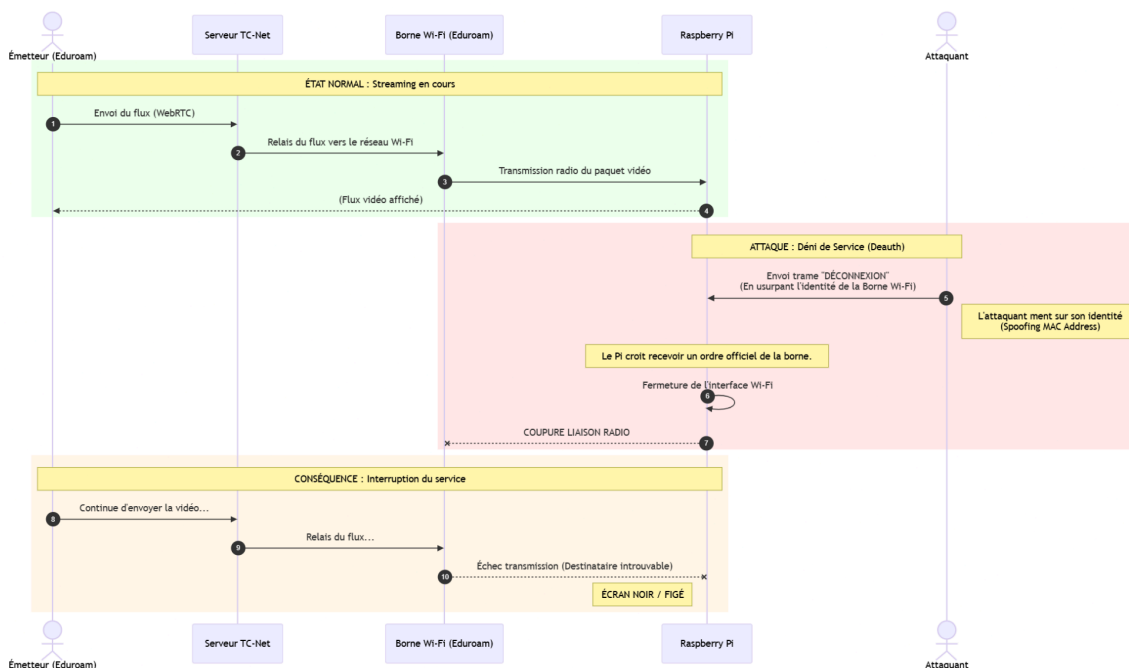 Serveur TC-Net
Borne Wi-Fi (Eduroam)
Raspberry Pi
Émetteur (Eduroam)
Attaquant
ÉTAT NORMAL : Streaming en cours
1
Envoi du flux (WebRTC)
2
Relais du flux vers le réseau Wi-Fi
3
Transmission radio du paquet vidéo
(Flux vidéo affiché)
4
ATTAQUE : Déni de Service (Deauth)
Envoi trame "DÉCONNEXION"
(En usurpant l'identité de la Borne Wi-Fi)
5
L'attaquant ment sur son identité
(Spoofing MAC Address)
Le Pi croit recevoir un ordre officiel de la borne.
Fermeture de l'interface Wi-Fi
6
COUPURE LIAISON RADIO
7
CONSÉQUENCE : Interruption du service
Continue d'envoyer la vidéo...
8
Relais du flux...
9
Échec transmission (Destinataire introuvable)
10
ÉCRAN NOIR / FIGÉ
Serveur TC-Net
Borne Wi-Fi (Eduroam)
Raspberry Pi
Émetteur (Eduroam)
Attaquant